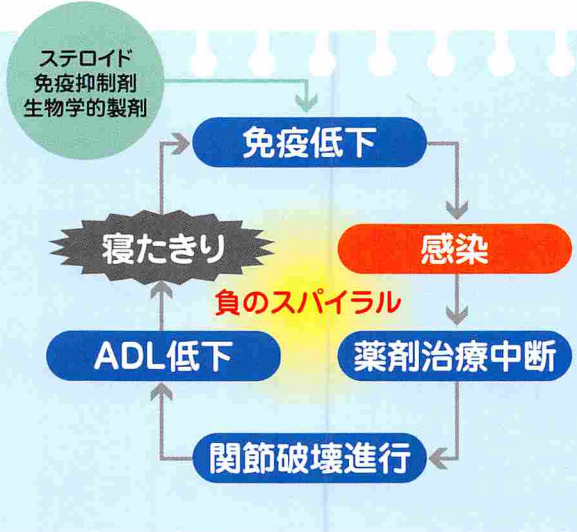 ステロイド
免疫抑制剤
生物学的製剤
免疫低下
感染
薬剤治療中断
関節破壊進行
ADL低下
寝たきり
負のスパイラル